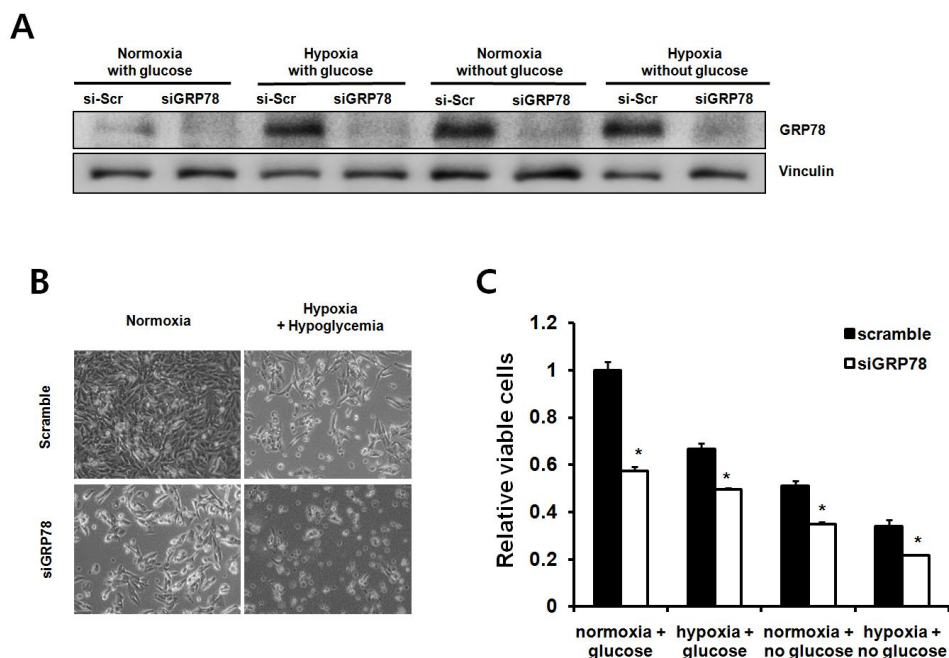 A
Normoxia with glucose
Hypoxia with glucose
Normoxia without glucose
Hypoxia without glucose
si-Scr siGRP78 si-Scr siGRP78 si-Scr siGRP78 si-Scr siGRP78
GRP78
Vinculin
B
Normoxia
Hypoxia
+ Hypoglycemia
Scramble
siGRP78
C
Relative viable cells
1.2
1
0.8
0.6
0.4
0.2
0
scramble
siGRP78
*
*
*
*
normoxia +
glucose
hypoxia +
glucose
normoxia +
no glucose
hypoxia +
no glucose